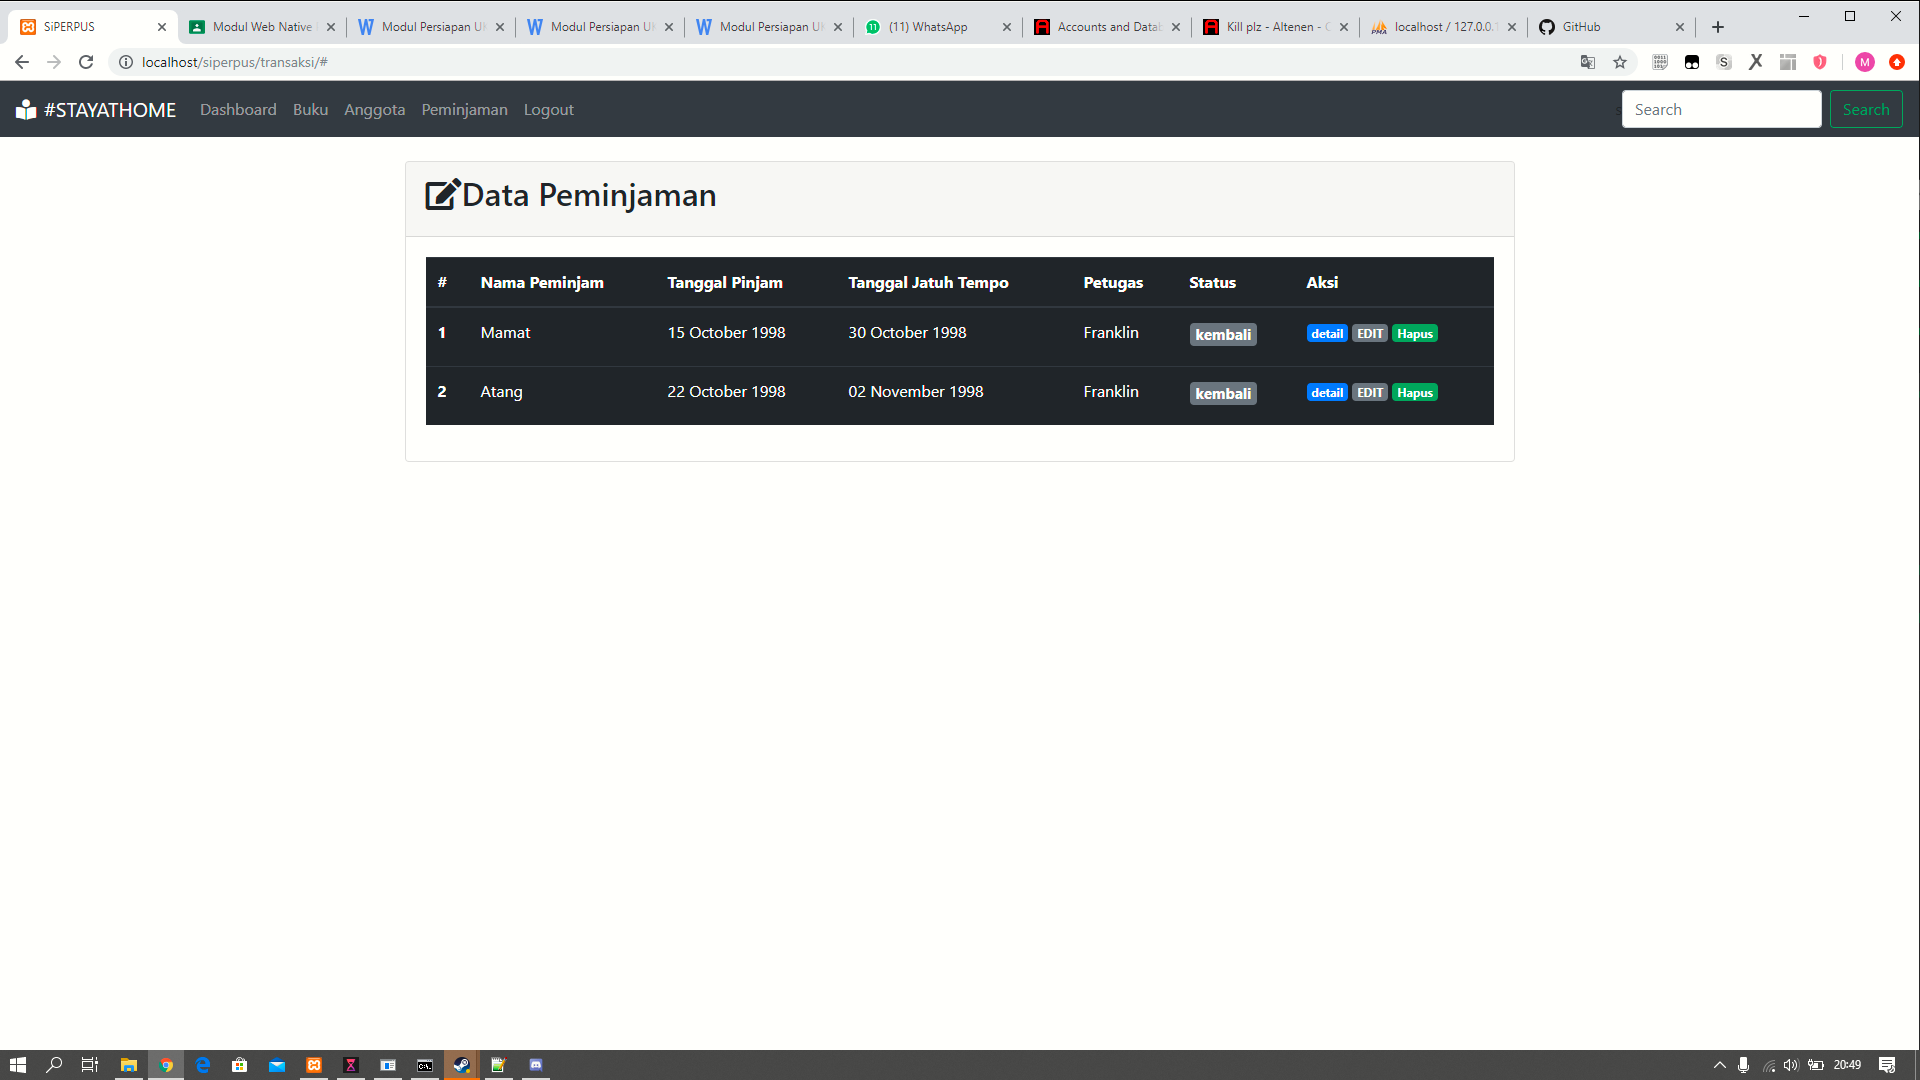 SiPERPUS
Modul Web Native
Modul Persiapan U
Modul Persiapan U
Modul Persiapan U
(11) WhatsApp
Accounts and Datab
Kill plz - Altenen - C
localhost / 127.0.0.1
GitHub
localhost/siperpus/transaksi/#
M
#STAYATHOME Dashboard Buku Anggota Peminjaman Logout
s Search Search
Data Peminjaman
# Nama Peminjam Tanggal Pinjam Tanggal Jatuh Tempo Petugas Status Aksi
1 Mamat 15 October 1998 30 October 1998 Franklin kembali detail EDIT Hapus
2 Atang 22 October 1998 02 November 1998 Franklin kembali detail EDIT Hapus
20:49